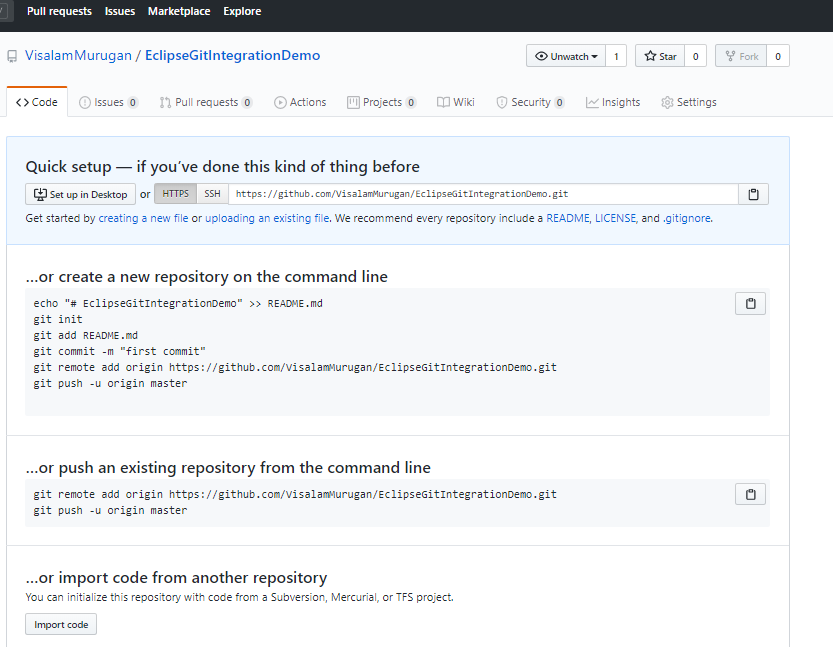 Pull requests Issues Marketplace Explore
VisalamMurugan / EclipseGitIntegrationDemo
Unwatch 1 Star 0 Fork 0
Code Issues 0 Pull requests 0 Actions Projects 0 Wiki Security 0 Insights Settings
Quick setup — if you’ve done this kind of thing before
Set up in Desktop or HTTPS SSH https://github.com/VisalamMurugan/EclipseGitIntegrationDemo.git
Get started by creating a new file or uploading an existing file. We recommend every repository include a README, LICENSE, and .gitignore.
…or create a new repository on the command line
echo "# EclipseGitIntegrationDemo" >> README.md
git init
git add README.md
git commit -m "first commit"
git remote add origin https://github.com/VisalamMurugan/EclipseGitIntegrationDemo.git
git push -u origin master
…or push an existing repository from the command line
git remote add origin https://github.com/VisalamMurugan/EclipseGitIntegrationDemo.git
git push -u origin master
…or import code from another repository
You can initialize this repository with code from a Subversion, Mercurial, or TFS project.
Import code